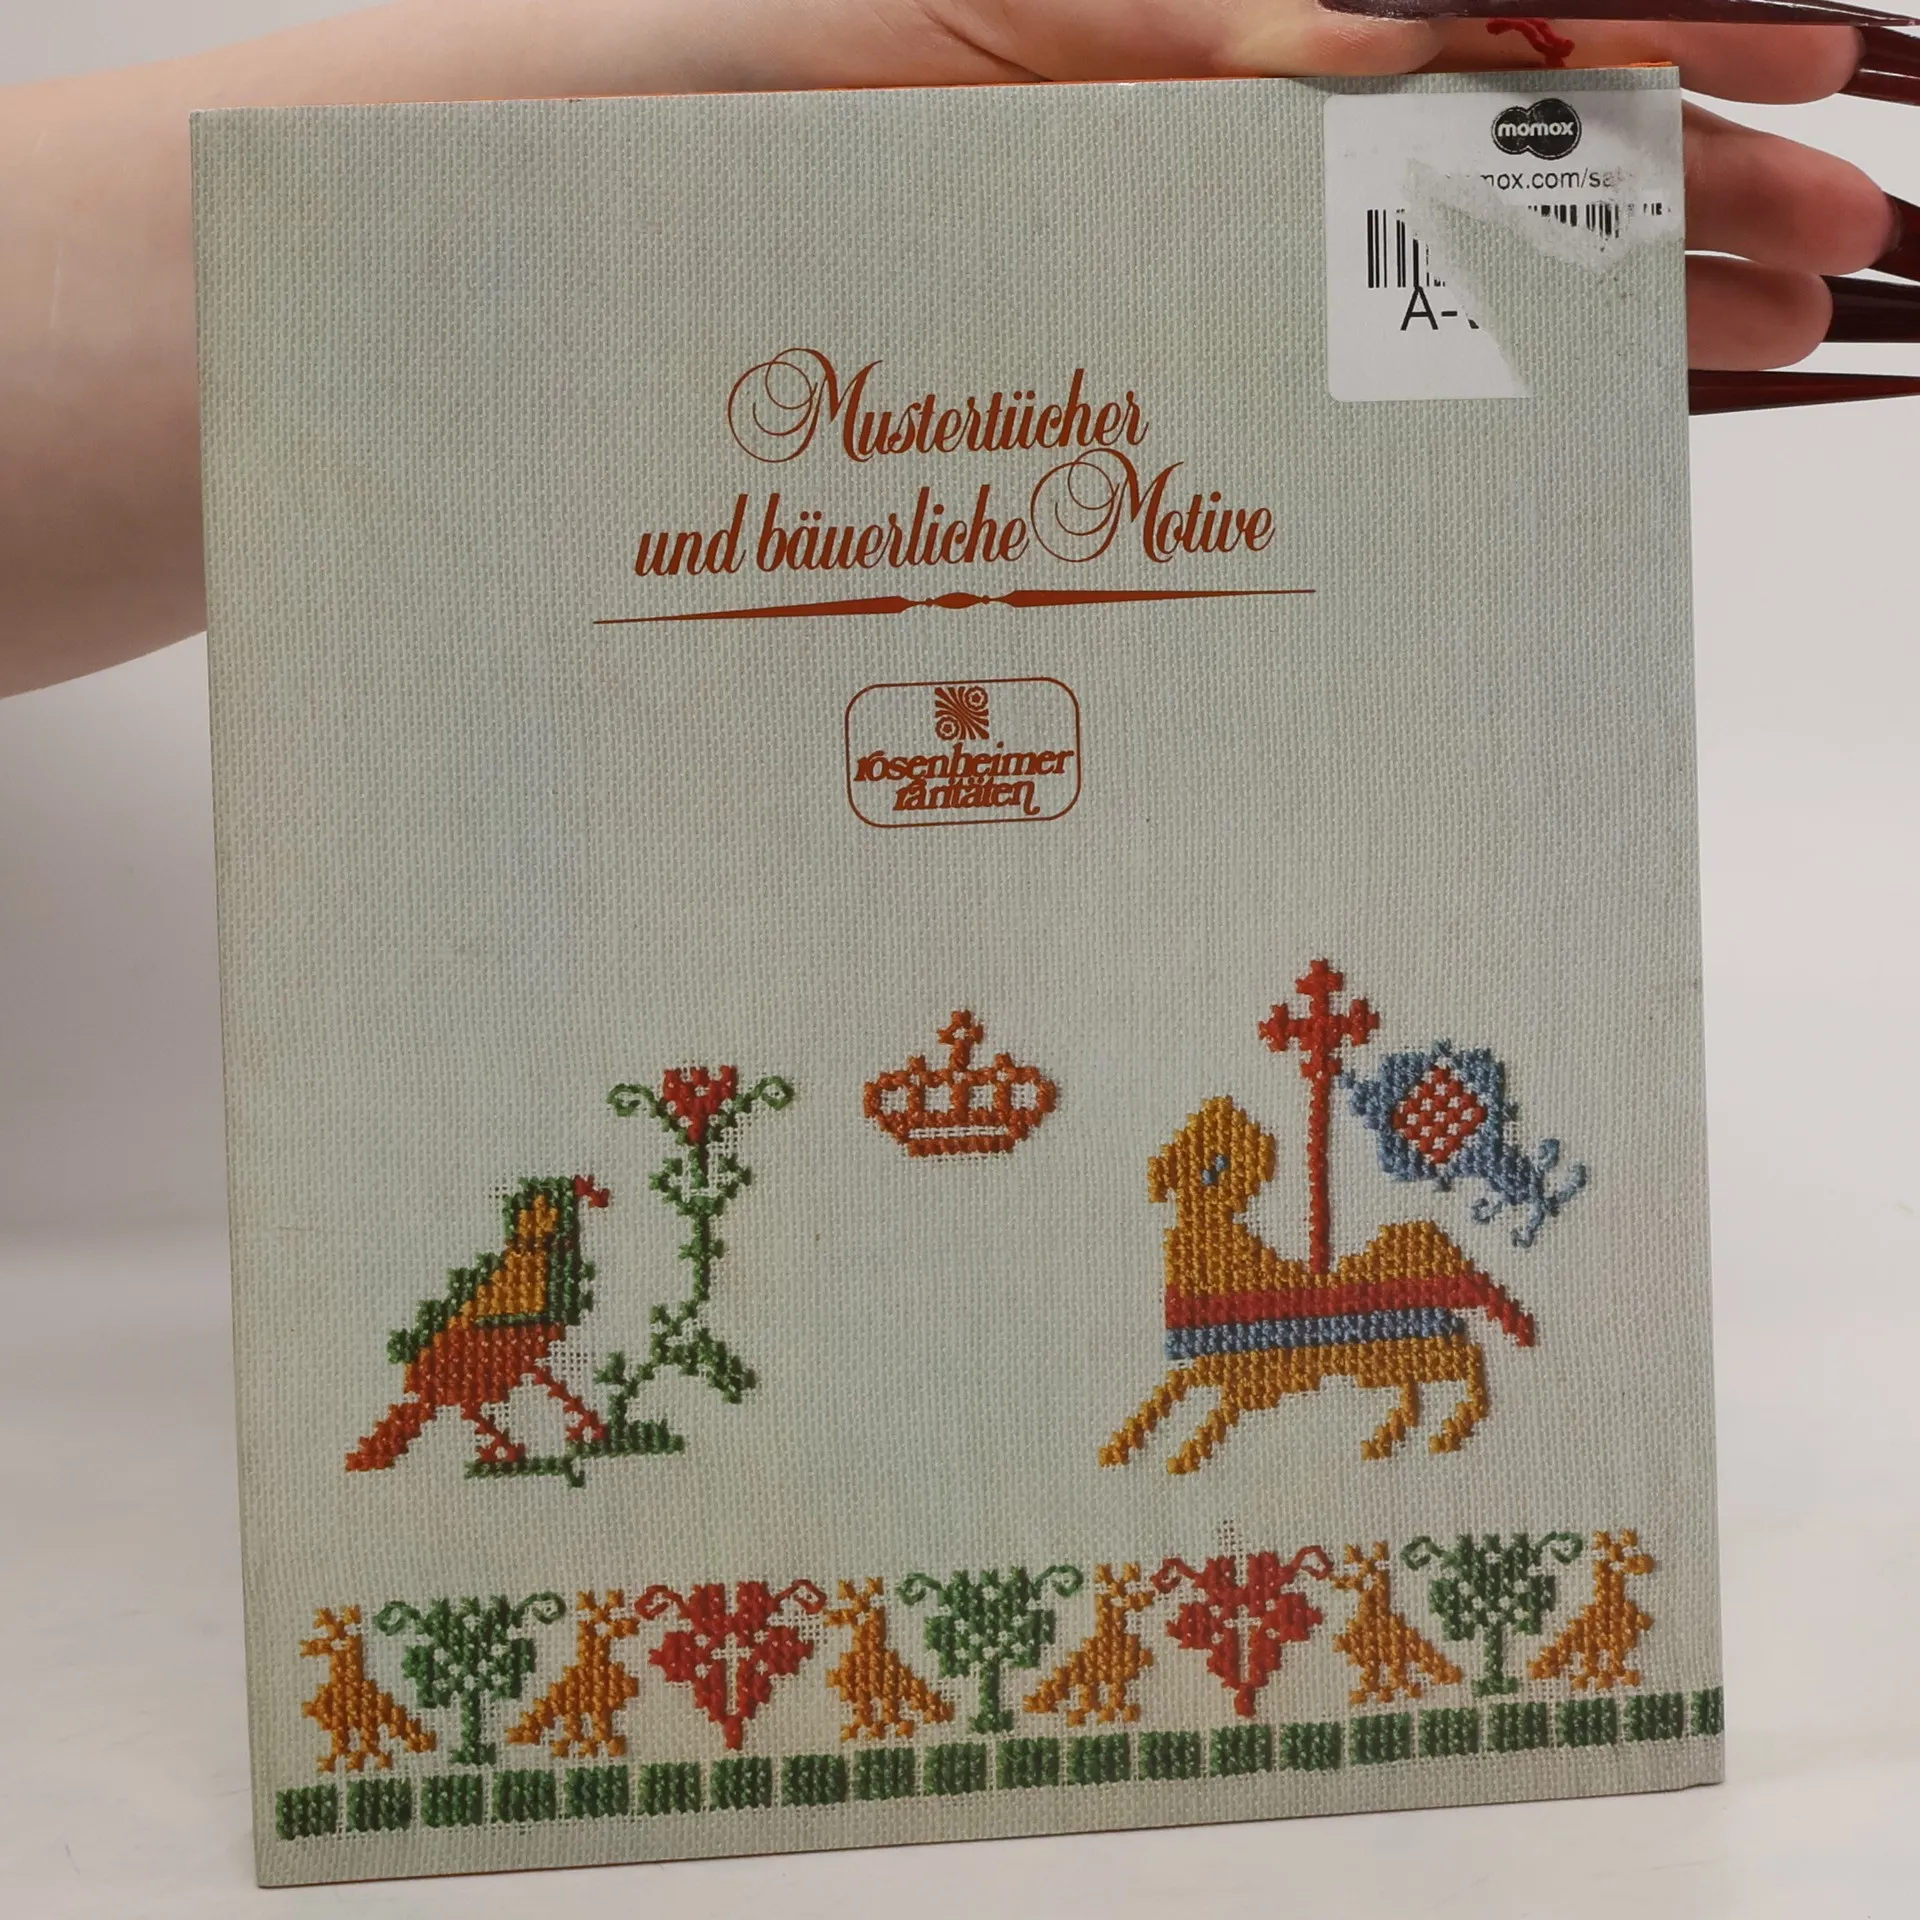 momox
Mustertücher
und bäuerliche Motive
rosenheimer
raritäten